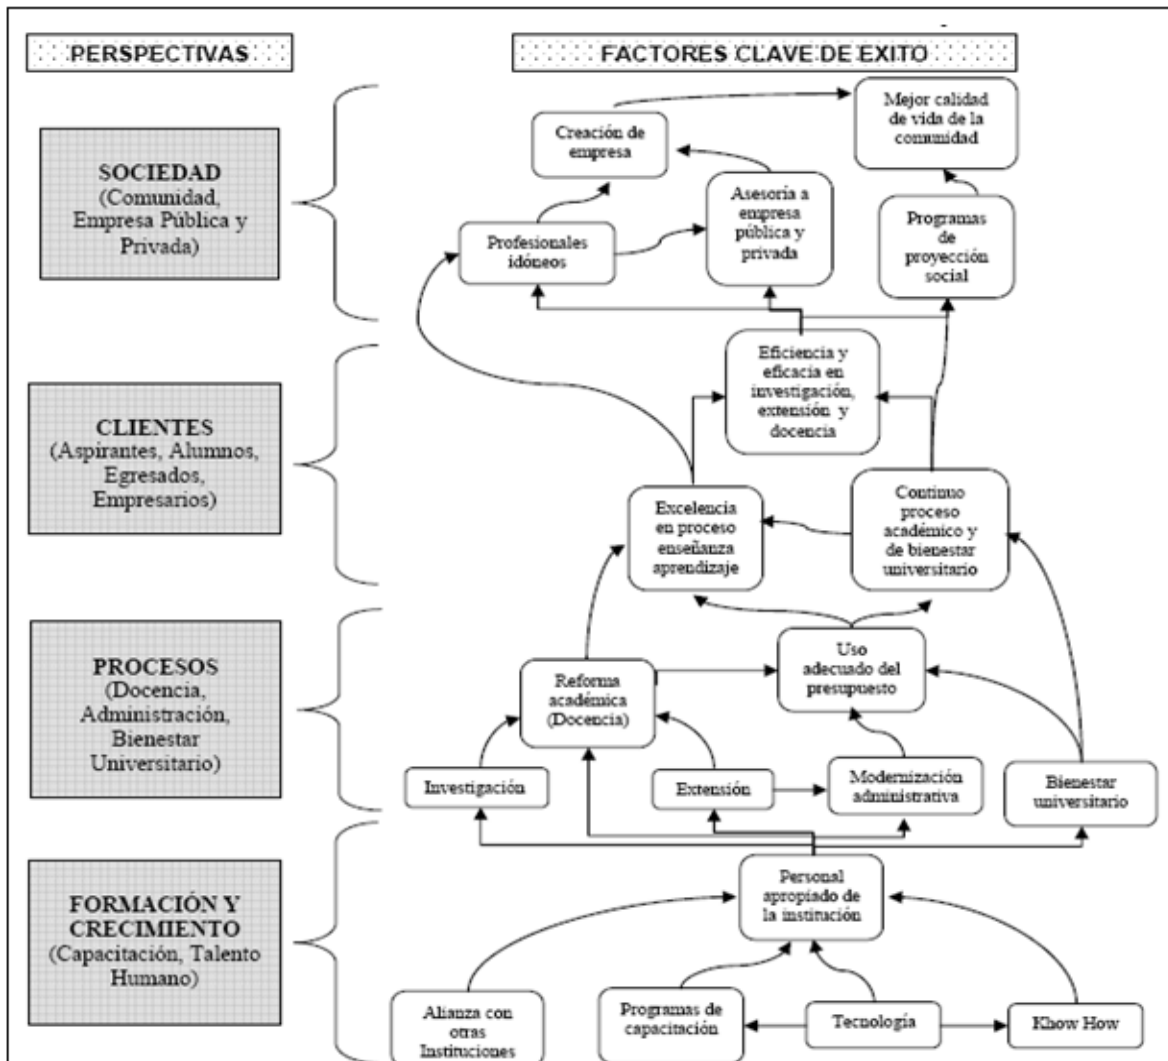 PERSPECTIVAS
FACTORES CLAVE DE EXITO
SOCIEDAD
(Comunidad,
Empresa Pública y
Privada)
Mejor calidad
de vida de la
comunidad
Creación de
empresa
Asesoría a
empresa
pública y
privada
Programas
de
proyección
social
Profesionales
idóneos
CLIENTES
(Aspirantes, Alumnos,
Egresados,
Empresarios)
Eficiencia y
eficacia en
investigación,
extensión y
docencia
Excelencia
en proceso
enseñanza
aprendizaje
Continuo
proceso
académico y
de bienestar
universitario
PROCESOS
(Docencia,
Administración,
Bienestar
Universitario)
Uso
adecuado del
presupuesto
Reforma
académica
(Docencia)
Investigación
Extensión
Modernización
administrativa
Bienestar
universitario
FORMACIÓN Y
CRECIMIENTO
(Capacitación, Talento
Humano)
Personal
apropiado de
la institución
Alianza con
otras
Instituciones
Programas de
capacitación
Tecnología
Khow How